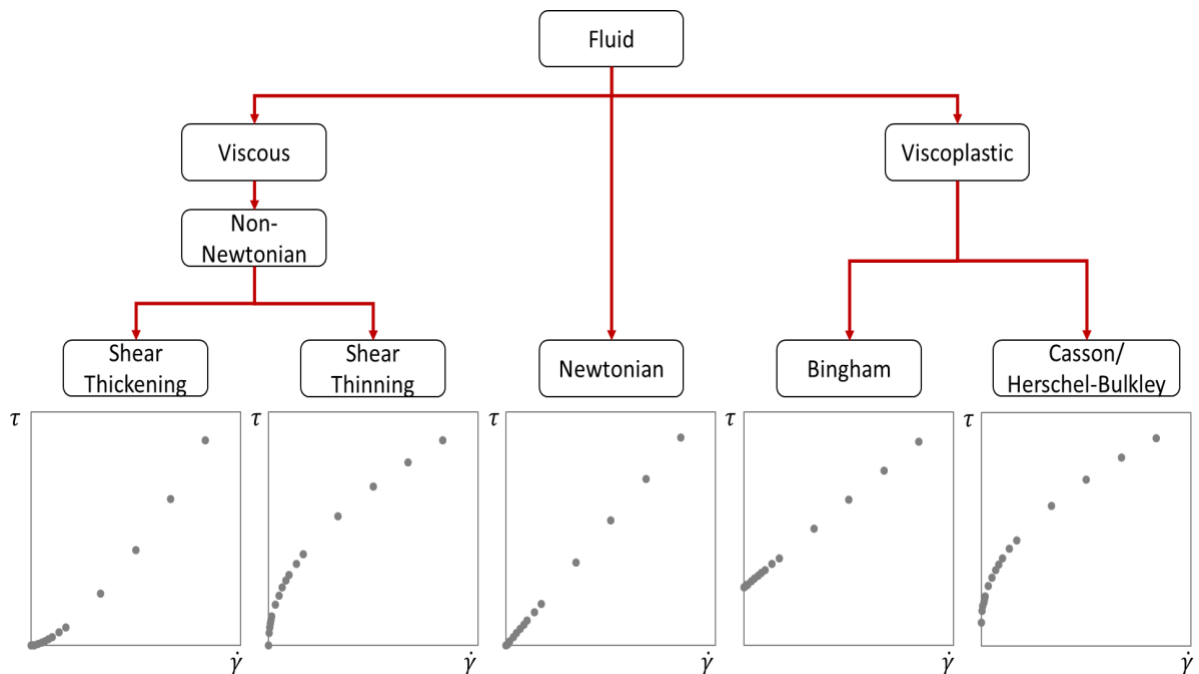 Fluid
Viscous
Viscoplastic
Non-
Newtonian
Shear
Thickening
Shear
Thinning
Newtonian
Bingham
Casson/
Herschel-Bulkley
τ
τ
τ
τ
τ
γ̇
γ̇
γ̇
γ̇
γ̇